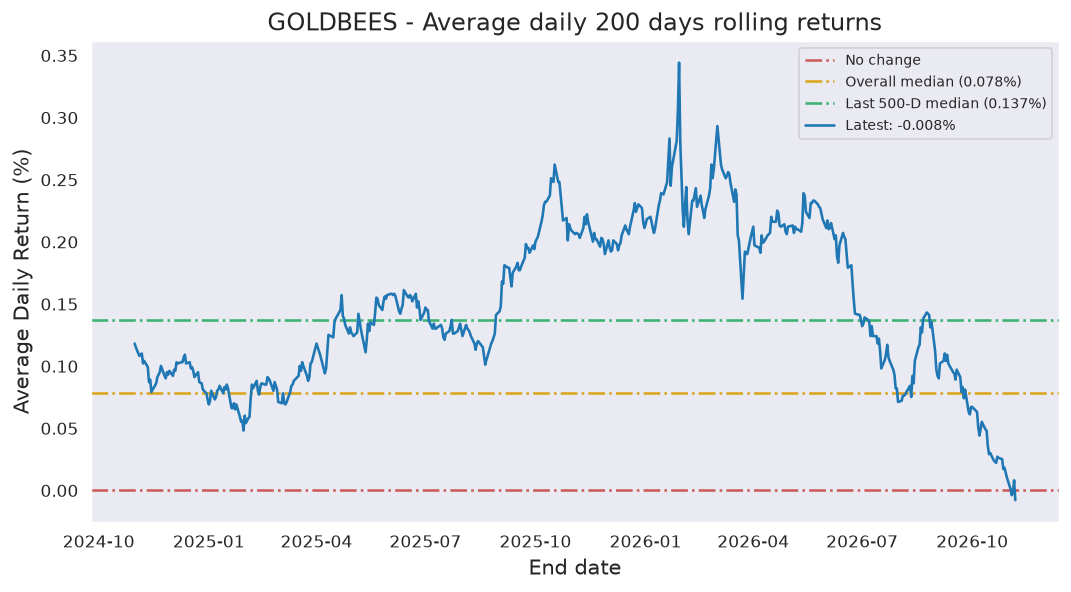 GOLDBEES - Average daily 200 days rolling returns
No change
Overall median (0.078%)
Last 500-D median (0.137%)
Latest: -0.008%
Average Daily Return (%)
0.35
0.30
0.25
0.20
0.15
0.10
0.05
0.00
2024-10 2025-01 2025-04 2025-07 2025-10 2026-01 2026-04 2026-07 2026-10
End date